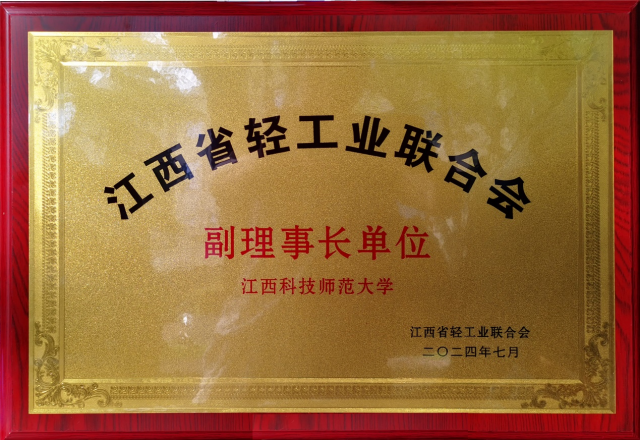 江西省轻工业联合会
副理事长单位
江西科技师范大学
江西省轻工业联合会
二〇二四年七月